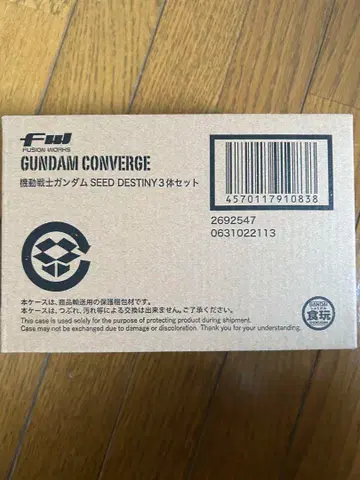 FW
FUSION WORKS
GUNDAM CONVERGE
機動戦士ガンダム SEED DESTINY 3体セット
4570117910838
2692547
0631022113
本ケースは、商品輸送用の保護梱包材です。
本ケースは、つぶれ、汚れ等による交換は出来ません。ご了承ください。
This case is used solely for the purpose of protecting product during shipment.
Case may not be exchanged due to damage or discoloration. Thank you for your understanding.
BANDAI
食玩